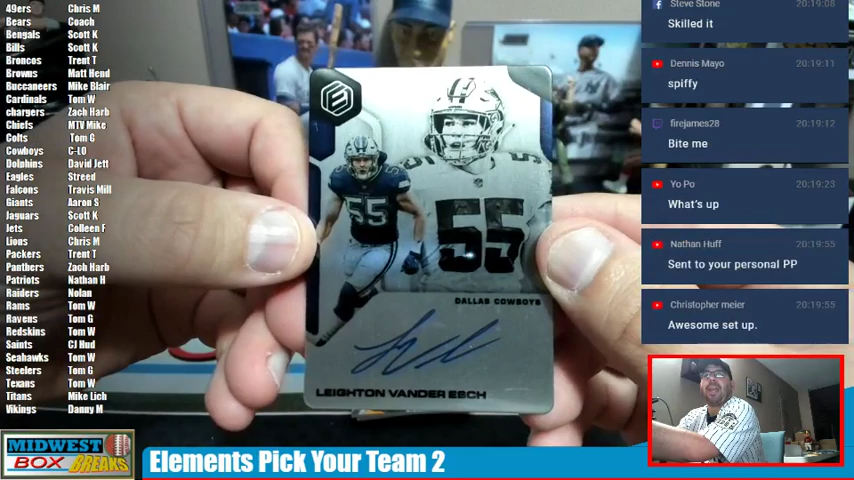 49ers Chris M
Bears Coach
Bengals Scott K
Bills Scott K
Broncos Trent T
Browns Matt Hend
Buccaneers Mike Blair
Cardinals Tom W
chargers Zach Harb
Chiefs MTV Mike
Colts Tom G
Cowboys C-LO
Dolphins David Jett
Eagles Streed
Falcons Travis Mill
Giants Aaron S
Jaguars Scott K
Jets Colleen F
Lions Chris M
Packers Trent T
Panthers Zach Harb
Patriots Nathan H
Raiders Nolan
Rams Tom W
Ravens Tom G
Redskins Tom W
Saints CJ Hud
Seahawks Tom W
Steelers Tom G
Texans Tom W
Titans Mike Lich
Vikings Danny M
55
55
55
DALLAS COWBOYS
LEIGHTON VANDER ESCH
Steve Stone 20:19:08
Skilled it
Dennis Mayo 20:19:11
spiffy
firejames28 20:19:12
Bite me
Yo Po 20:19:23
What's up
Nathan Huff 20:19:55
Sent to your personal PP
Christopher meier 20:19:55
Awesome set up.
MIDWEST
BOX BREAKS
Elements Pick Your Team 2